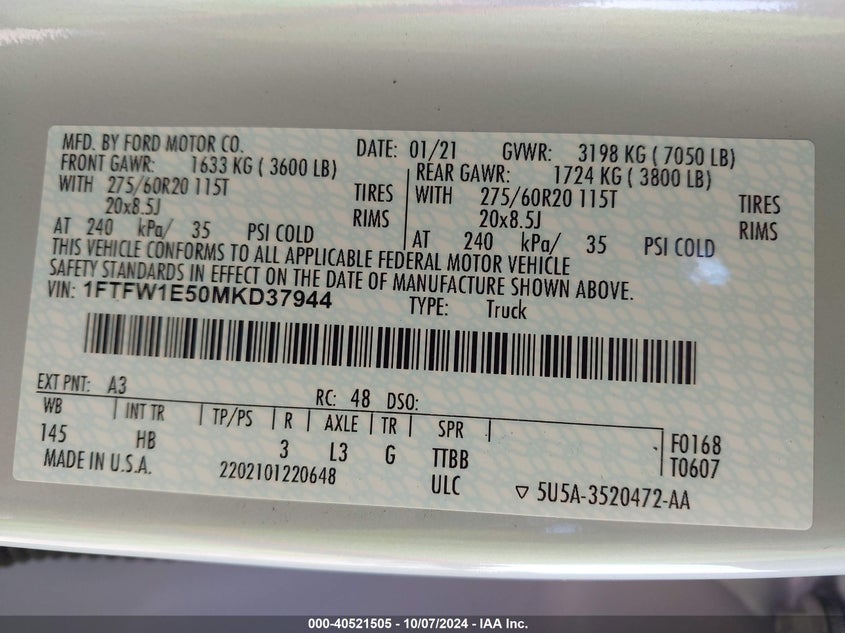 MFD. BY FORD MOTOR CO. DATE: 01/21 GVWR: 3198 KG ( 7050 LB)
FRONT GAWR: 1633 KG ( 3600 LB) REAR GAWR: 1724 KG ( 3800 LB)
WITH 275/60R20 115T TIRES WITH 275/60R20 115T TIRES
20x8.5J RIMS 20x8.5J RIMS
AT 240 kPa/ 35 PSI COLD AT 240 kPa/ 35 PSI COLD
THIS VEHICLE CONFORMS TO ALL APPLICABLE FEDERAL MOTOR VEHICLE
SAFETY STANDARDS IN EFFECT ON THE DATE OF MANUFACTURE SHOWN ABOVE.
VIN: 1FTFW1E50MKD37944 TYPE: Truck
EXT PNT: A3 RC: 48 DSO:
WB INT TR TP/PS R AXLE TR SPR
145 HB 3 L3 G TTBB F0168
ULC T0607
MADE IN U.S.A. 2202101220648 ▽ 5U5A-3520472-AA
000-40521505 - 10/07/2024 - IAA Inc.